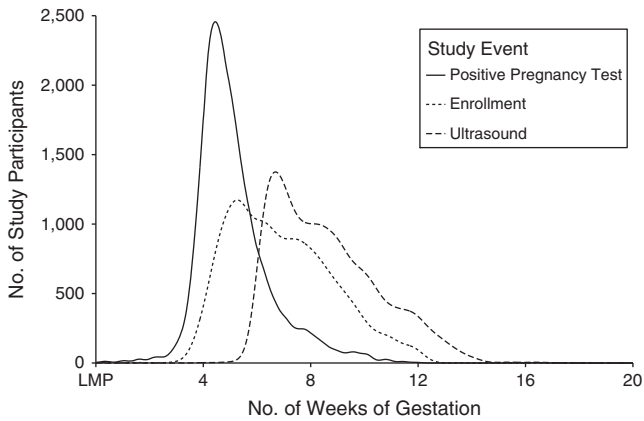 2,500
2,000
1,500
1,000
500
0
No. of Study Participants
Study Event
Positive Pregnancy Test
Enrollment
Ultrasound
LMP 4 8 12 16 20
No. of Weeks of Gestation